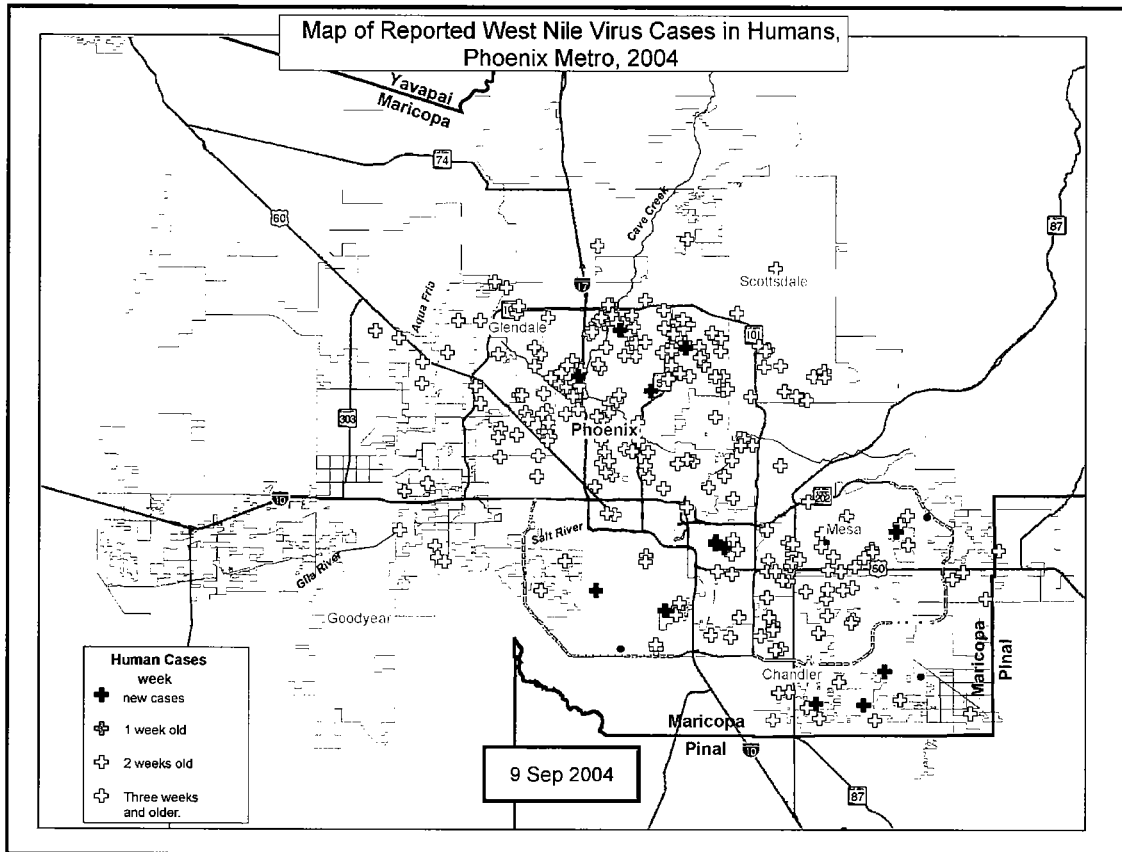 Map of Reported West Nile Virus Cases in Humans,
Phoenix Metro, 2004
Yavapai
Maricopa
74
60
Cave Creek
87
17
Scottsdale
Aqua Fria
Glendale
101
303
Phoenix
10
202
Salt River
Mesa
Gila River
60
Goodyear
Maricopa
Pinal
Chandler
Maricopa
Pinal
10
87
Human Cases
week
new cases
1 week old
2 weeks old
Three weeks
and older.
9 Sep 2004